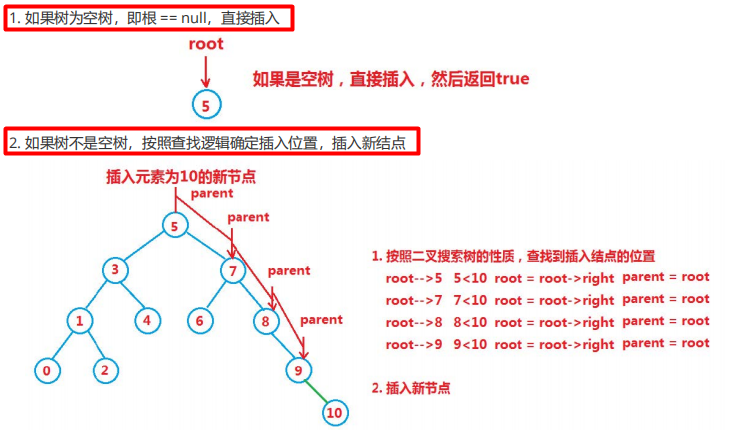 1. 如果树为空树，即根 == null，直接插入
root
如果是空树，直接插入，然后返回true
5
2. 如果树不是空树，按照查找逻辑确定插入位置，插入新结点
插入元素为10的新节点
parent
parent
5
parent
3
7
parent
1
4
6
8
0
2
9
10
1. 按照二叉搜索树的性质，查找到插入结点的位置
root-->5 5<10 root = root->right parent = root
root-->7 7<10 root = root->right parent = root
root-->8 8<10 root = root->right parent = root
root-->9 9<10 root = root->right parent = root
2. 插入新节点